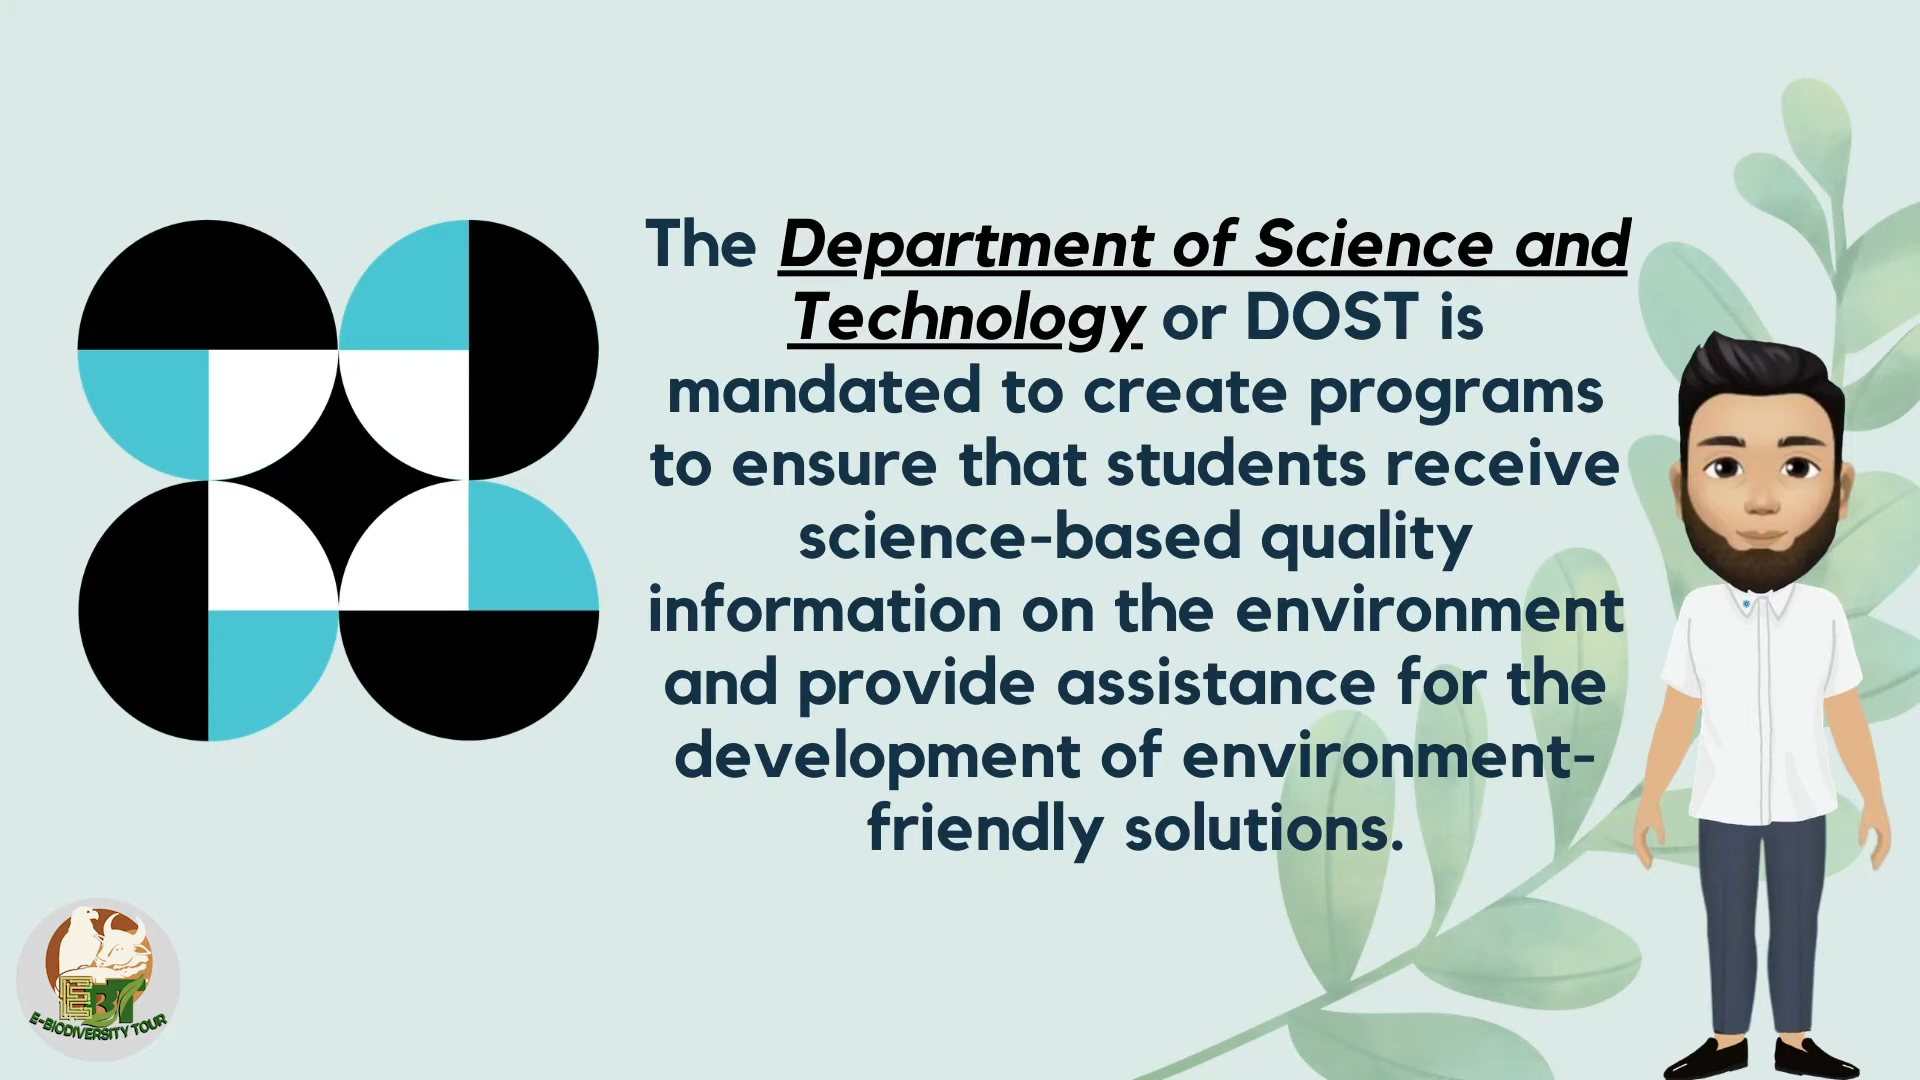 The Department of Science and
Technology or DOST is
mandated to create programs
to ensure that students receive
science-based quality
information on the environment
and provide assistance for the
development of environment-
friendly solutions.
EBT
E-BIODIVERSITY TOUR